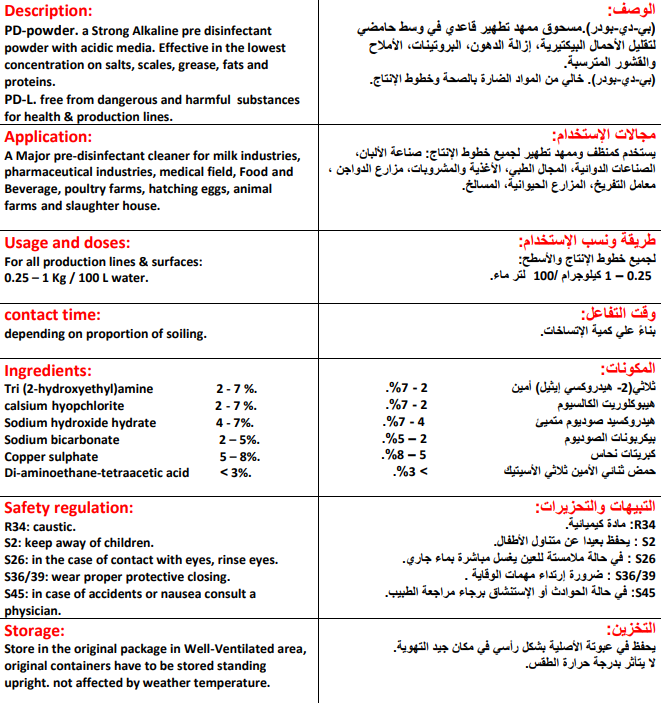 Description:
PD-powder. a Strong Alkaline pre disinfectant
powder with acidic media. Effective in the lowest
concentration on salts, scales, grease, fats and
proteins.
PD-L. free from dangerous and harmful substances
for health & production lines.
الوصف:
(بي-دي-بودر).مسحوق ممهد تطهير قاعدي في وسط حامضي
لتقليل الأحمال البيكتيرية، إزالة الدهون، البروتينات، الأملاح
والقشور المترسبة.
(بي-دي-بودر). خالي من المواد الضارة بالصحة وخطوط الإنتاج.
Application:
A Major pre-disinfectant cleaner for milk industries,
pharmaceutical industries, medical field, Food and
Beverage, poultry farms, hatching eggs, animal
farms and slaughter house.
مجالات الإستخدام:
يستخدم كمنظف وممهد تطهير لجميع خطوط الإنتاج: صناعة الألبان،
الصناعات الدوائية، المجال الطبي، الأغذية والمشروبات، مزارع الدواجن ،
معامل التفريخ، المزارع الحيوانية، المسالخ.
Usage and doses:
For all production lines & surfaces:
0.25 – 1 Kg / 100 L water.
طريقة ونسب الإستخدام:
لجميع خطوط الإنتاج والأسطح:
0.25 – 1 كيلوجرام /100 لتر ماء.
contact time:
depending on proportion of soiling.
وقت التفاعل:
بناءً علي كمية الإتساخات.
Ingredients:
Tri (2-hydroxyethyl)amine 2 - 7 %.
calsium hyopchlorite 2 - 7 %.
Sodium hydroxide hydrate 4 - 7%.
Sodium bicarbonate 2 – 5%.
Copper sulphate 5 – 8%.
Di-aminoethane-tetraacetic acid < 3%.
المكونات:
ثلاثي(2- هيدروكسي إيثيل) أمين 2 - 7%.
هيبوكلوريت الكالسيوم 2 - 7%.
هيدروكسيد صوديوم متميئ 4 - 7%.
بيكربونات الصوديوم 2 – 5%.
كبريتات نحاس 5 – 8%.
حمض ثنائي الأمين ثلاثي الأسيتيك < 3%.
Safety regulation:
R34: caustic.
S2: keep away of children.
S26: in the case of contact with eyes, rinse eyes.
S36/39: wear proper protective closing.
S45: in case of accidents or nausea consult a
physician.
التبيهات والتحزيرات:
R34: مادة كيميائية.
S2 : يحفظ بعيدا عن متناول الأطفال.
S26 : في حالة ملامستة للعين يغسل مباشرة بماء جاري.
S36/39 : ضرورة إرتداء مهمات الوقاية .
S45: في حالة الحوادث أو الإستنشاق برجاء مراجعة الطبيب.
Storage:
Store in the original package in Well-Ventilated area,
original containers have to be stored standing
upright. not affected by weather temperature.
التخزين:
يحفظ في عبوتة الأصلية بشكل رأسي في مكان جيد التهوية.
لا يتأثر بدرجة حرارة الطقس.